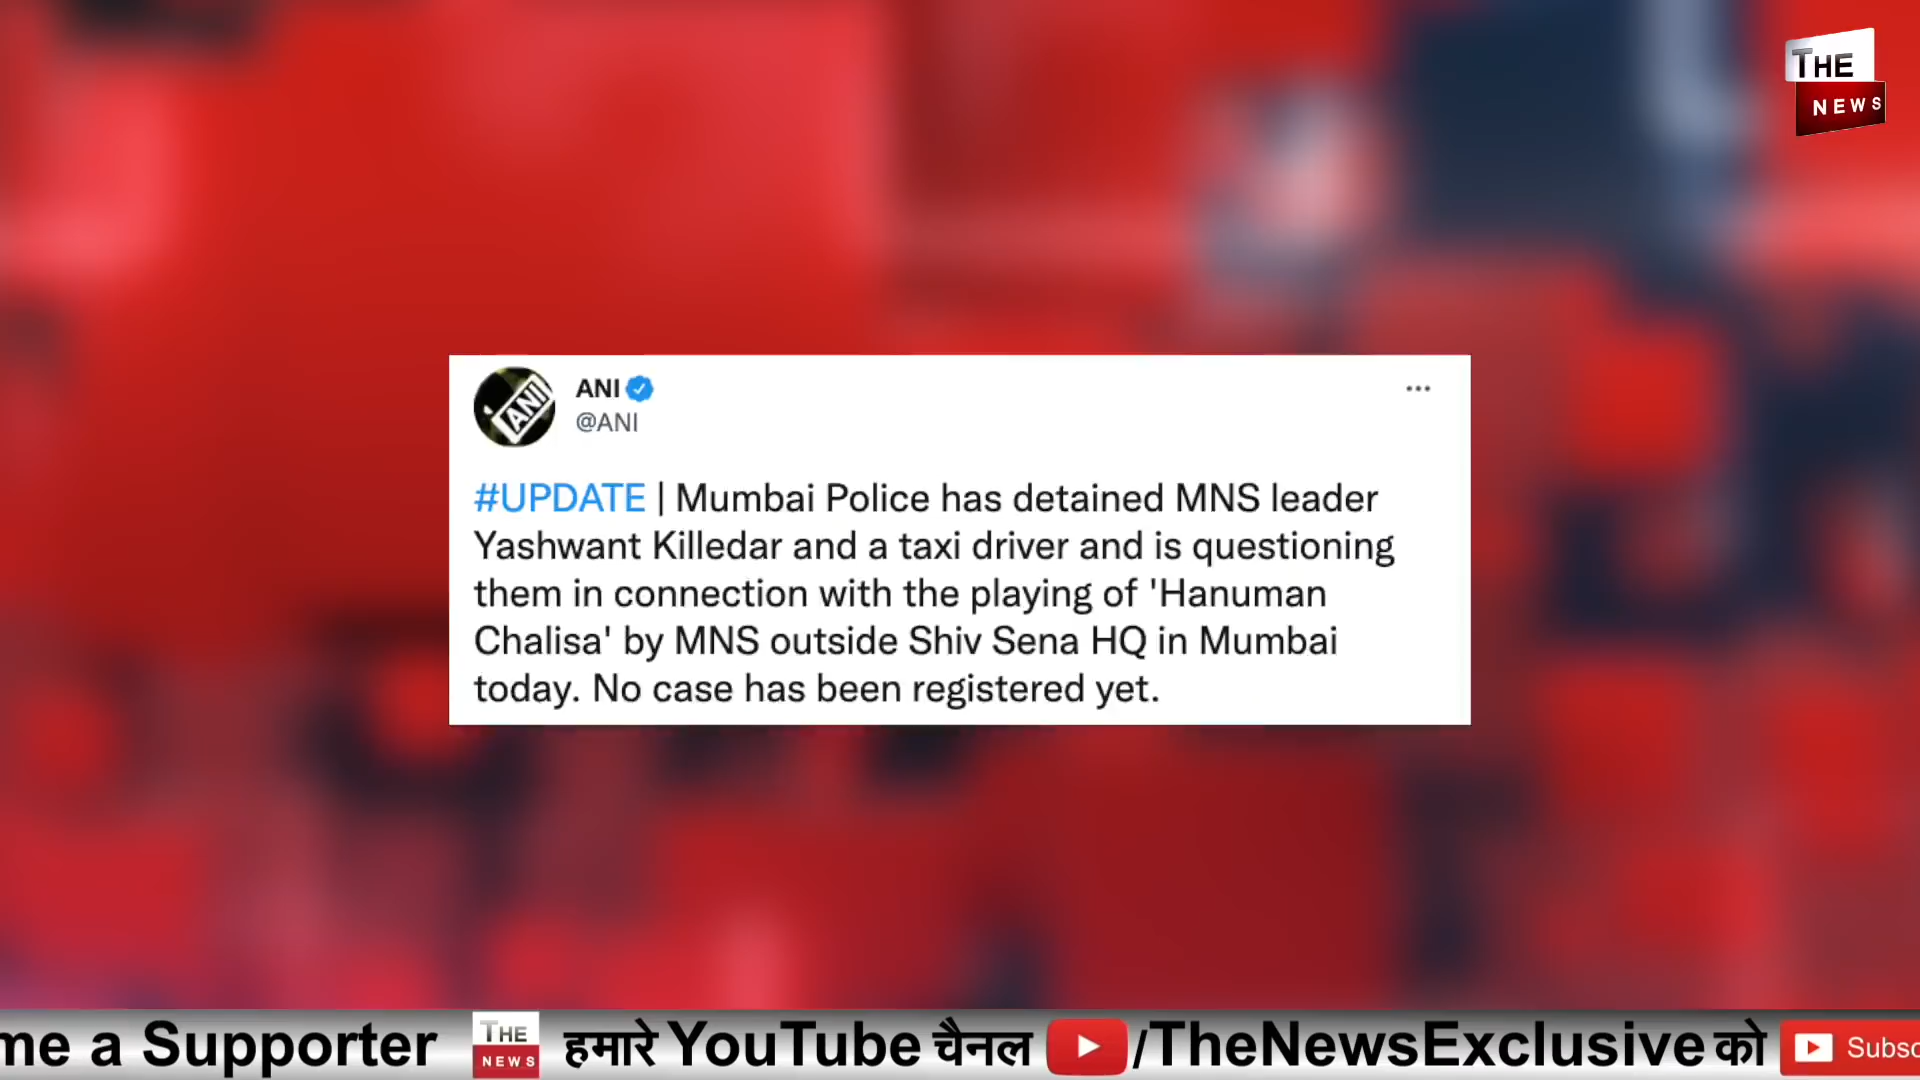 THE
NEWS
ANI
@ANI
#UPDATE | Mumbai Police has detained MNS leader
Yashwant Killedar and a taxi driver and is questioning
them in connection with the playing of 'Hanuman
Chalisa' by MNS outside Shiv Sena HQ in Mumbai
today. No case has been registered yet.
me a Supporter THE NEWS हमारे YouTube चैनल /TheNewsExclusive को Subsc